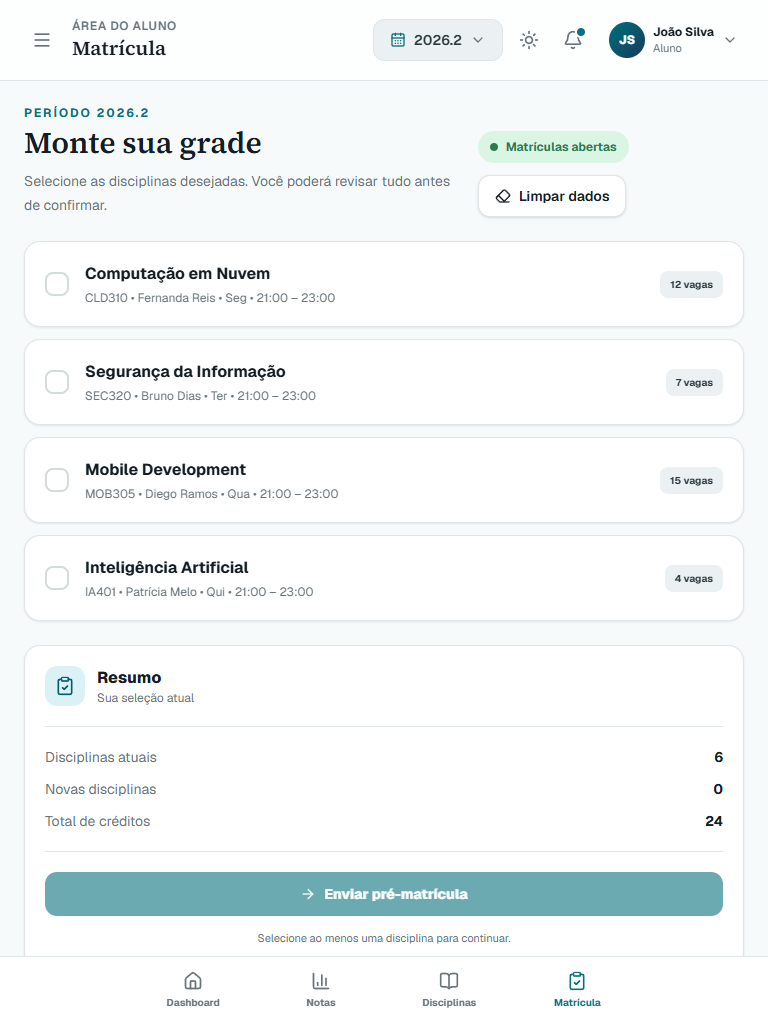 ÁREA DO ALUNO
Matrícula
2026.2
JS
João Silva
Aluno
PERÍODO 2026.2
Monte sua grade
Selecione as disciplinas desejadas. Você poderá revisar tudo antes
de confirmar.
Matrículas abertas
Limpar dados
Computação em Nuvem
CLD310 • Fernanda Reis • Seg • 21:00 – 23:00
12 vagas
Segurança da Informação
SEC320 • Bruno Dias • Ter • 21:00 – 23:00
7 vagas
Mobile Development
MOB305 • Diego Ramos • Qua • 21:00 – 23:00
15 vagas
Inteligência Artificial
IA401 • Patrícia Melo • Qui • 21:00 – 23:00
4 vagas
Resumo
Sua seleção atual
Disciplinas atuais 6
Novas disciplinas 0
Total de créditos 24
Enviar pré-matrícula
Selecione ao menos uma disciplina para continuar.
Dashboard
Notas
Disciplinas
Matrícula